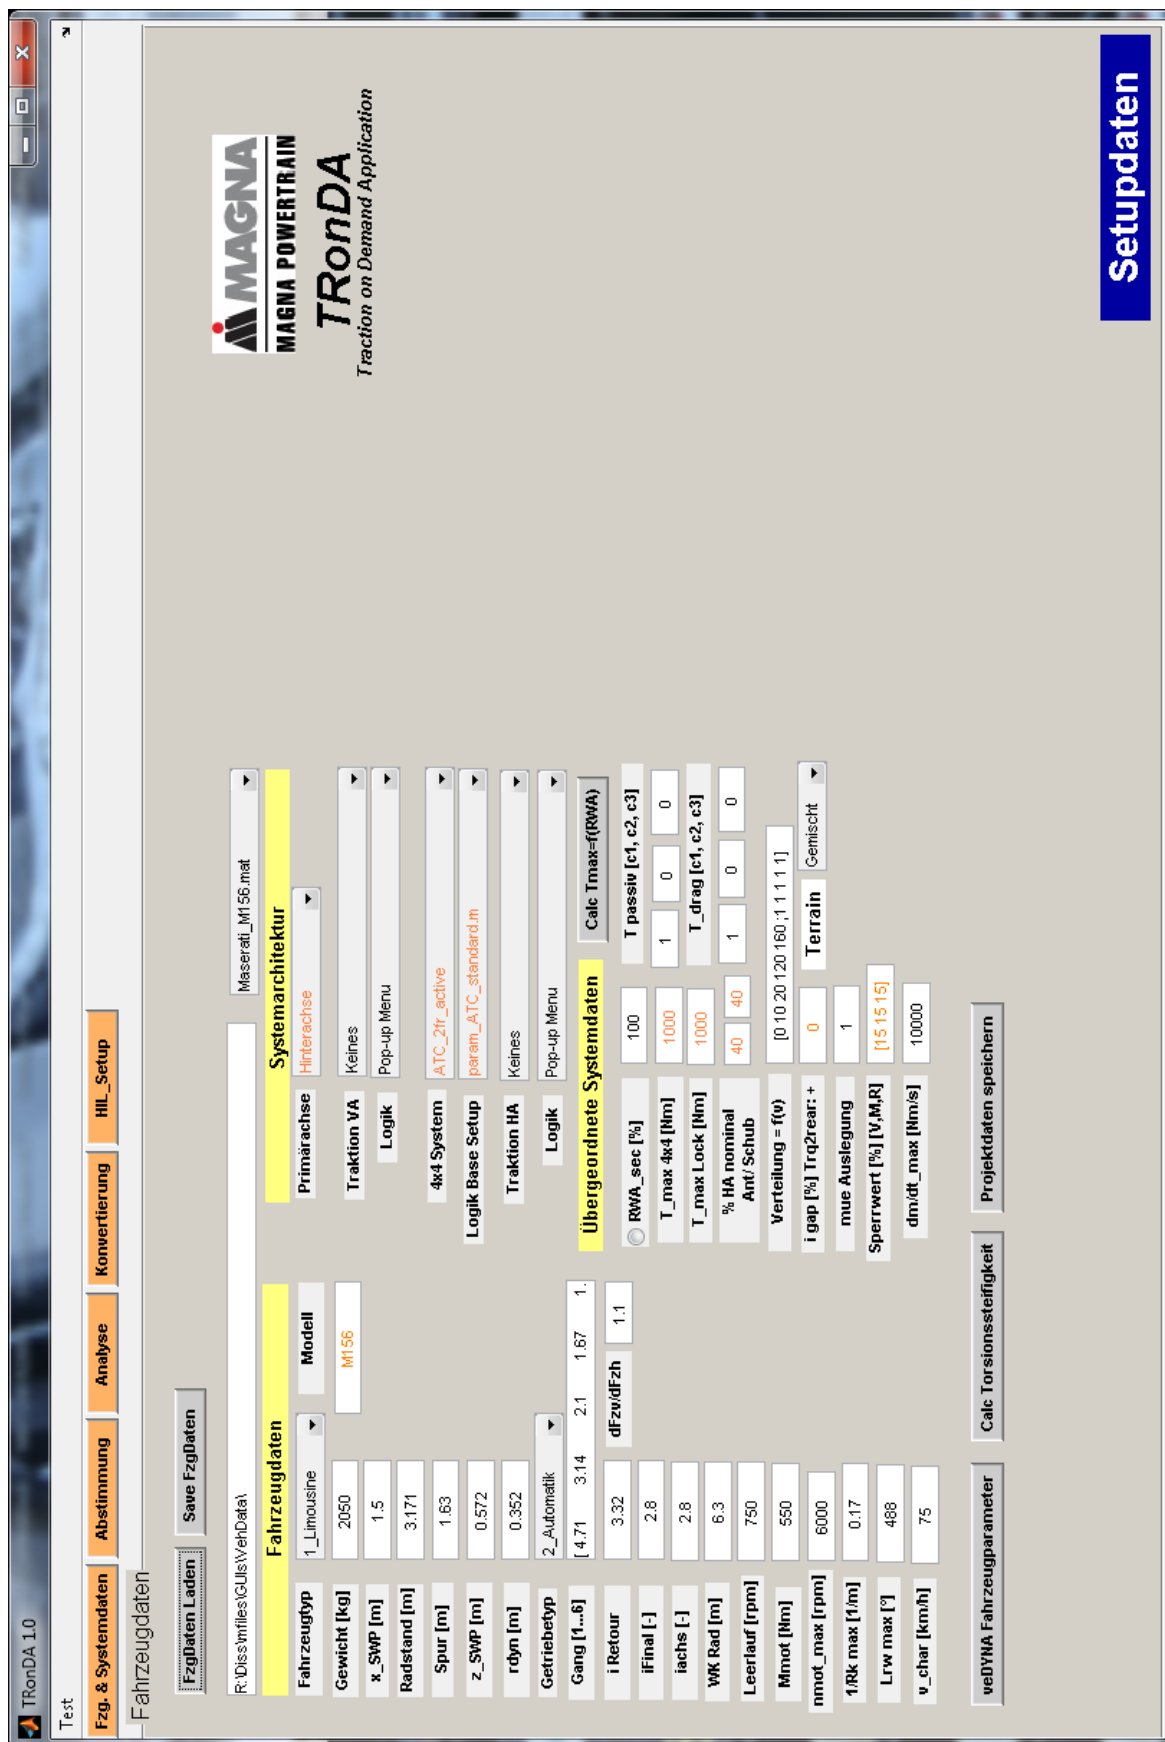 TRonDA 1.0
Test
Fzg. & Systemdaten Abstimmung Analyse Konvertierung HIL_Setup
Fahrzeugdaten
FzgDaten Laden Save FzgDaten
R:\Diss\mfiles\GUIs\VehData\ Maserati_M156.mat
MAGNA
MAGNA POWERTRAIN
TRonDA
Traction on Demand Application
Fahrzeugdaten
Fahrzeugtyp 1_Limousine Modell
Gewicht [kg] 2050 M156
x_SWP [m] 1.5
Radstand [m] 3.171
Spur [m] 1.63
z_SWP [m] 0.572
rdyn [m] 0.352
Getriebetyp 2_Automatik
Gang [1...6] [ 4.71 3.14 2.1 1.67 1.
i Retour 3.32 dFzv/dFzh 1.1
iFinal [-] 2.8
iachs [-] 2.8
WK Rad [m] 6.3
Leerlauf [rpm] 750
Mmot [Nm] 550
nmot_max [rpm] 6000
1/Rk max [1/m] 0.17
Lrw max [°] 488
v_char [km/h] 75
Systemarchitektur
Primärachse Hinterachse
Traktion VA Keines
Logik Pop-up Menu
4x4 System ATC_2fr_active
Logik Base Setup param_ATC_standard.m
Traktion HA Keines
Logik Pop-up Menu
Übergeordnete Systemdaten Calc Tmax=f(RWA)
RWA_sec [%] 100 T passiv [c1, c2, c3]
T_max 4x4 [Nm] 1000 1 0 0
T_max Lock [Nm] 1000 T_drag [c1, c2, c3]
% HA nominal
Ant/ Schub 40 40 1 0 0
Verteilung = f(v) [0 10 20 120 160 ;1 1 1 1 1]
i gap [%] Trq2rear: + 0 Terrain Gemischt
mue Auslegung 1
Sperrwert [%] [V,M,R] [15 15 15]
dm/dt_max [Nm/s] 10000
veDYNA Fahrzeugparameter Calc Torsionssteifigkeit Projektdaten speichern
Setupdaten